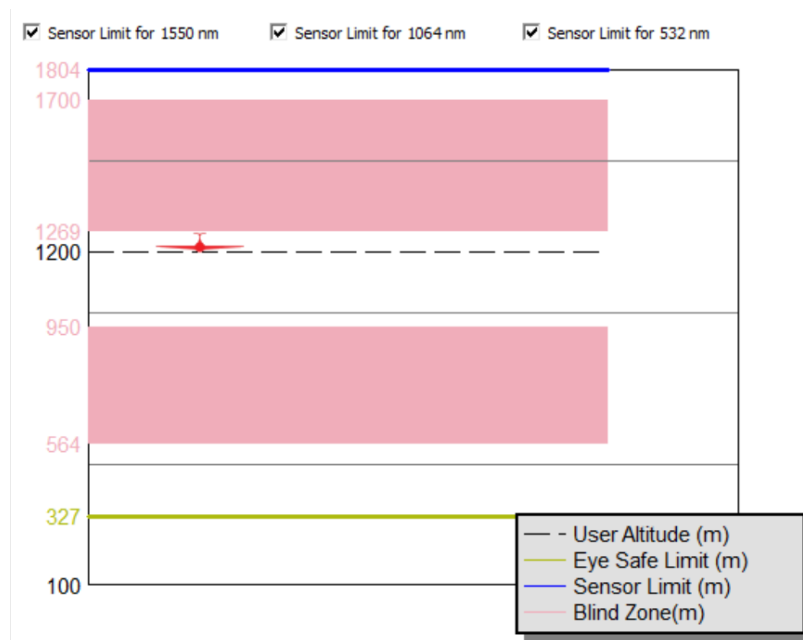 Sensor Limit for 1550 nm
Sensor Limit for 1064 nm
Sensor Limit for 532 nm
1804
1700
1269
1200
950
564
327
100
User Altitude (m)
Eye Safe Limit (m)
Sensor Limit (m)
Blind Zone(m)